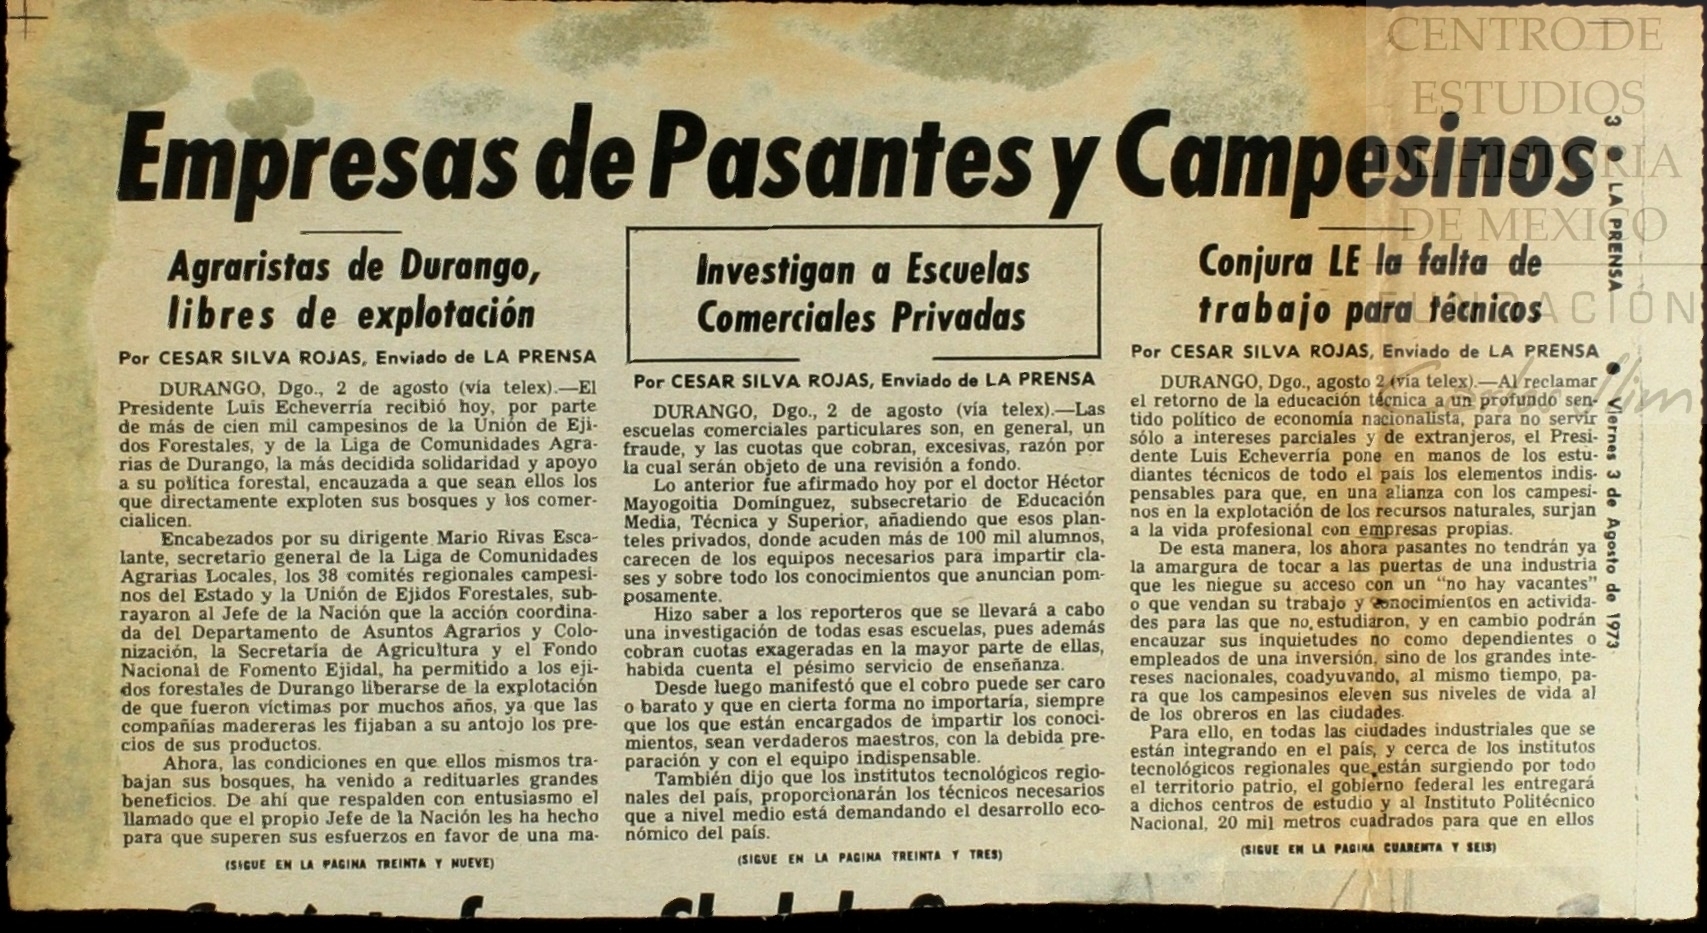 Empresas de Pasantes y Campesinos
Agraristas de Durango,
libres de explotación
Por CESAR SILVA ROJAS, Enviado de LA PRENSA
DURANGO, Dgo., 2 de agosto (vía telex).—El
Presidente Luis Echeverría recibió hoy, por parte
de más de cien mil campesinos de la Unión de Eji-
dos Forestales, y de la Liga de Comunidades Agra-
rias de Durango, la más decidida solidaridad y apoyo
a su política forestal, encauzada a que sean ellos los
que directamente exploten sus bosques y los comer-
cialicen.
Encabezados por su dirigente Mario Rivas Esca-
lante, secretario general de la Liga de Comunidades
Agrarias Locales, los 38 comités regionales campesi-
nos del Estado y la Unión de Ejidos Forestales, sub-
rayaron al Jefe de la Nación que la acción coordina-
da del Departamento de Asuntos Agrarios y Colo-
nización, la Secretaría de Agricultura y el Fondo
Nacional de Fomento Ejidal, ha permitido a los eji-
dos forestales de Durango liberarse de la explotación
de que fueron víctimas por muchos años, ya que las
compañías madereras les fijaban a su antojo los pre-
cios de sus productos.
Ahora, las condiciones en que ellos mismos tra-
bajan sus bosques, ha venido a redituarles grandes
beneficios. De ahí que respalden con entusiasmo el
llamado que el propio Jefe de la Nación les ha hecho
para que superen sus esfuerzos en favor de una ma-
(SIGUE EN LA PAGINA TREINTA Y NUEVE)
Investigan a Escuelas
Comerciales Privadas
Por CESAR SILVA ROJAS, Enviado de LA PRENSA
DURANGO, Dgo., 2 de agosto (vía telex).—Las
escuelas comerciales particulares son, en general, un
fraude, y las cuotas que cobran, excesivas, razón por
la cual serán objeto de una revisión a fondo.
Lo anterior fue afirmado hoy por el doctor Héctor
Mayogoitia Domínguez, subsecretario de Educación
Media, Técnica y Superior, añadiendo que esos plan-
teles privados, donde acuden más de 100 mil alumnos,
carecen de los equipos necesarios para impartir cla-
ses y sobre todo los conocimientos que anuncian pom-
posamente.
Hizo saber a los reporteros que se llevará a cabo
una investigación de todas esas escuelas, pues además
cobran cuotas exageradas en la mayor parte de ellas,
habida cuenta el pésimo servicio de enseñanza.
Desde luego manifestó que el cobro puede ser caro
o barato y que en cierta forma no importaría, siempre
que los que están encargados de impartir los conoci-
mientos, sean verdaderos maestros, con la debida pre-
paración y con el equipo indispensable.
También dijo que los institutos tecnológicos regio-
nales del país, proporcionarán los técnicos necesarios
que a nivel medio está demandando el desarrollo eco-
nómico del país.
(SIGUE EN LA PAGINA TREINTA Y TRES)
Conjura LE la falta de
trabajo para técnicos
Por CESAR SILVA ROJAS, Enviado de LA PRENSA
DURANGO, Dgo., agosto 2 (vía telex).—Al reclamar
el retorno de la educación técnica a un profundo sen-
tido político de economía nacionalista, para no servir
sólo a intereses parciales y de extranjeros, el Presi-
dente Luis Echeverría pone en manos de los estu-
diantes técnicos de todo el país los elementos indis-
pensables para que, en una alianza con los campesi-
nos en la explotación de los recursos naturales, surjan
a la vida profesional con empresas propias.
De esta manera, los ahora pasantes no tendrán ya
la amargura de tocar a las puertas de una industria
que les niegue su acceso con un "no hay vacantes"
o que vendan su trabajo y conocimientos en activida-
des para las que no estudiaron, y en cambio podrán
encauzar sus inquietudes no como dependientes o
empleados de una inversión, sino de los grandes inte-
reses nacionales, coadyuvando, al mismo tiempo, pa-
ra que los campesinos eleven sus niveles de vida al
de los obreros en las ciudades.
Para ello, en todas las ciudades industriales que se
están integrando en el país, y cerca de los institutos
tecnológicos regionales que están surgiendo por todo
el territorio patrio, el gobierno federal les entregará
a dichos centros de estudio y al Instituto Politécnico
Nacional, 20 mil metros cuadrados para que en ellos
(SIGUE EN LA PAGINA CUARENTA Y SEIS)
3 ● LA PRENSA ● Viernes 3 de Agosto de 1973
CENTRO DE
ESTUDIOS
DE HISTORIA
DE MEXICO
FUNDACIÓN
Carlos Slim